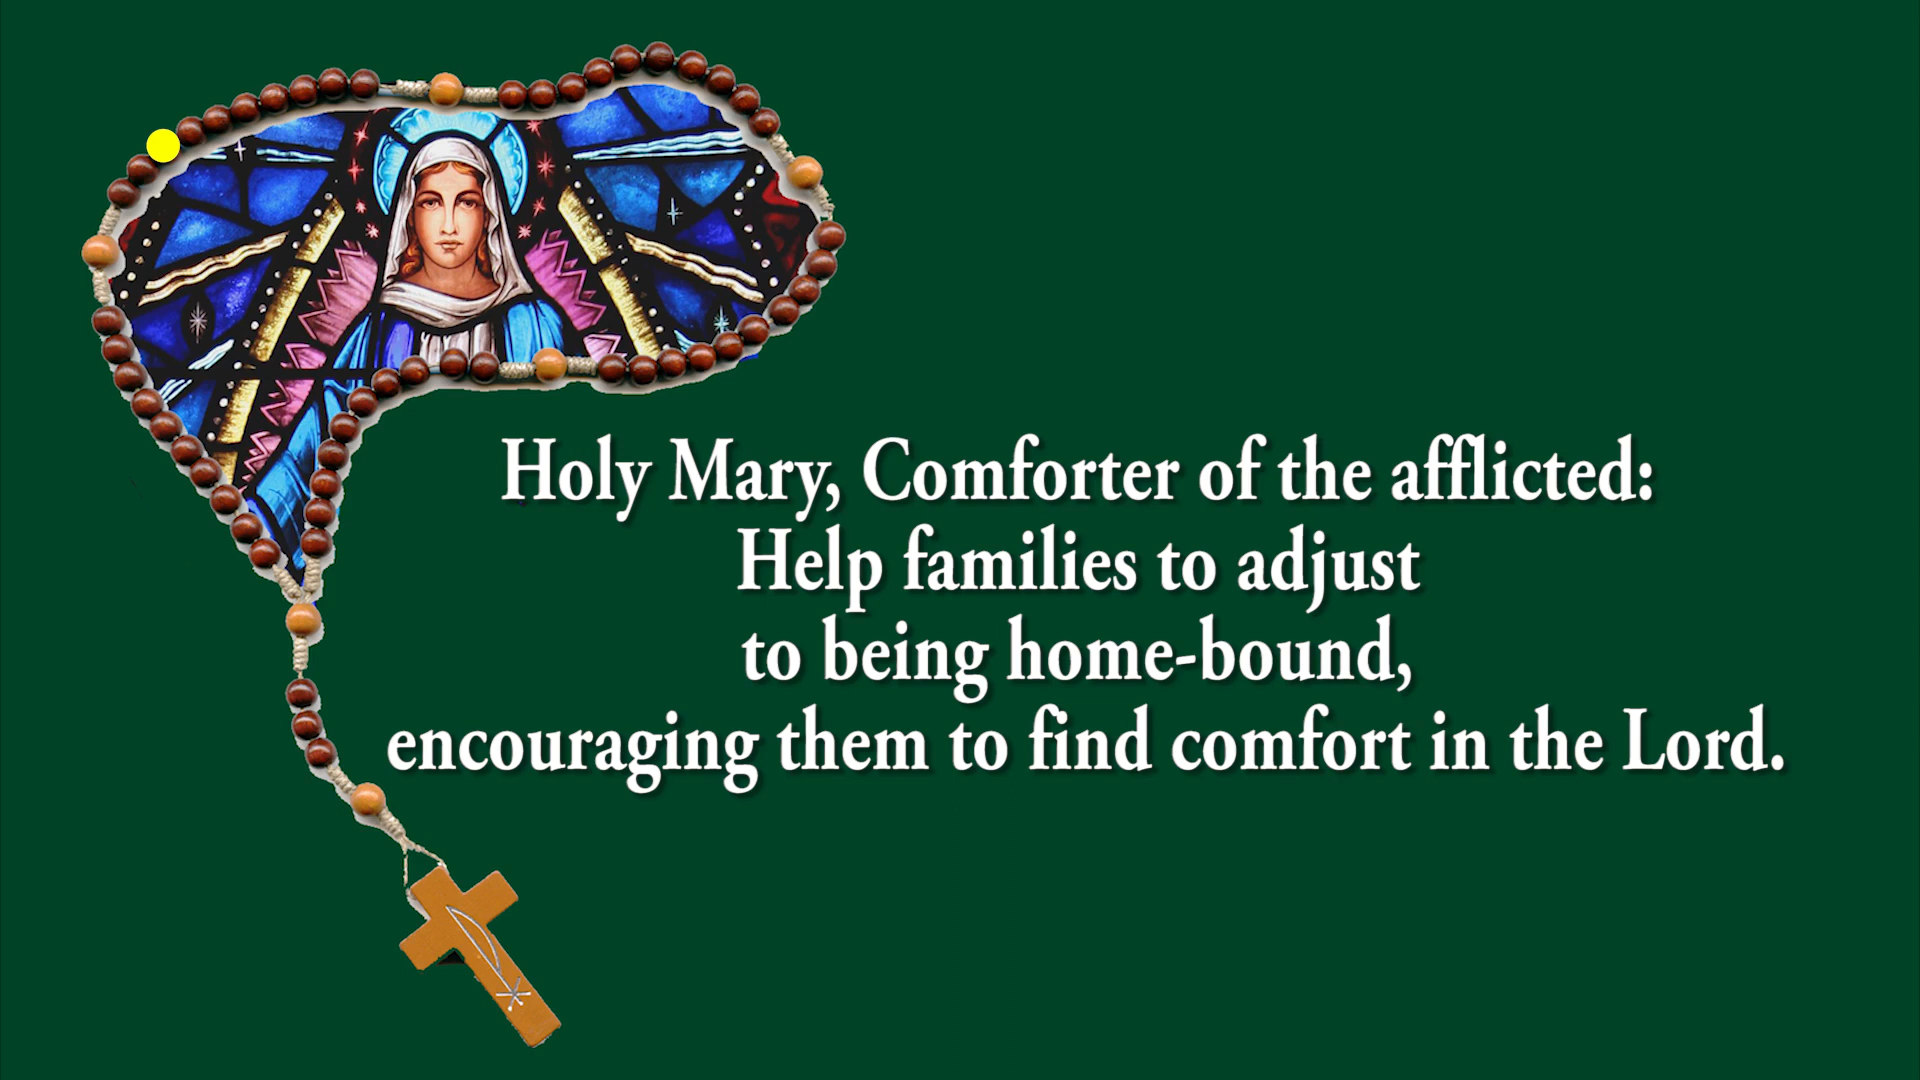 Holy Mary, Comforter of the afflicted:
Help families to adjust
to being home-bound,
encouraging them to find comfort in the Lord.